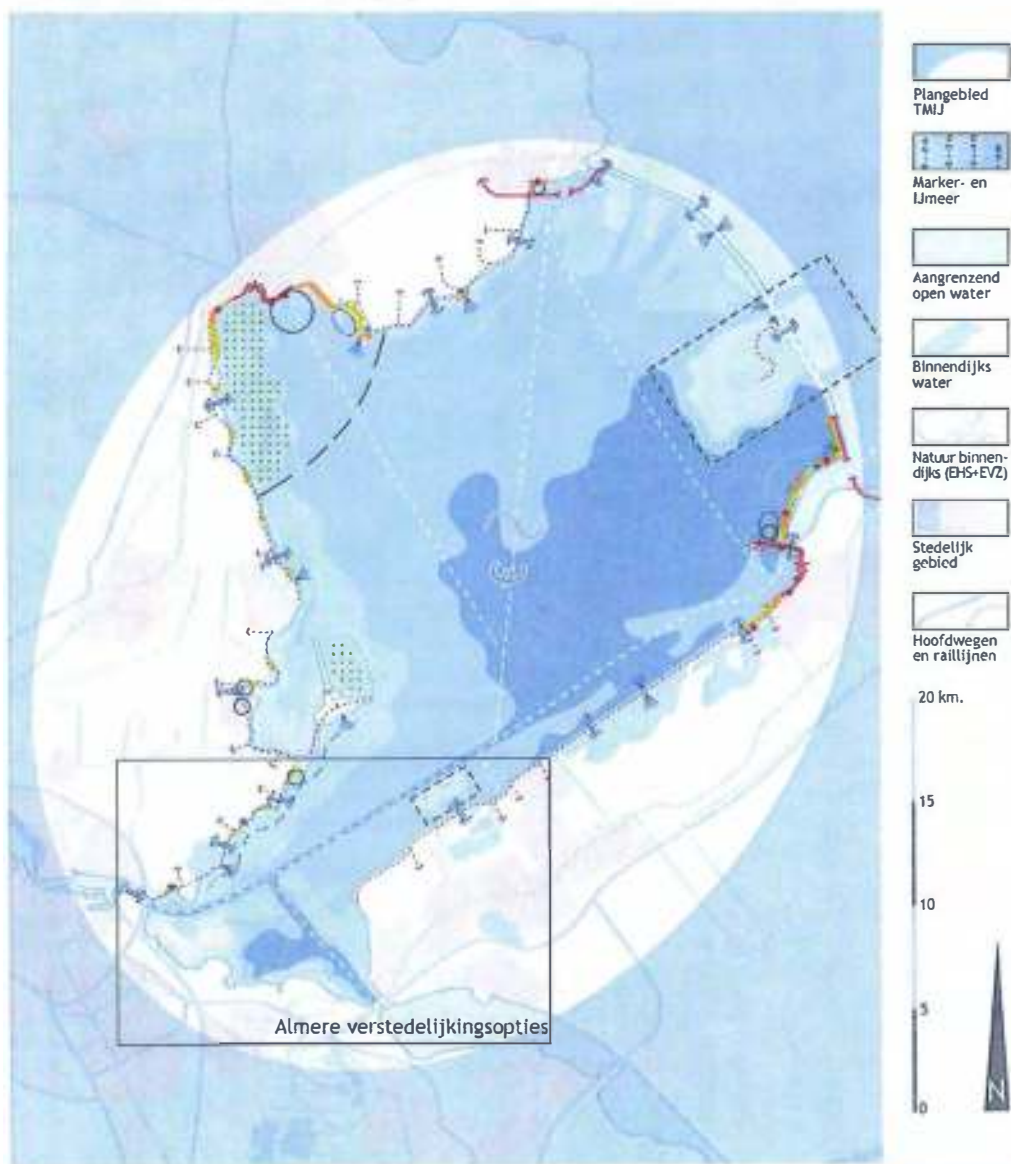 Plangebied
TMIJ
Marker- en
IJmeer
Aangrenzend
open water
Binnendijks
water
Natuur binnen-
dijks (EHS+EVZ)
Stedelijk
gebied
Hoofdwegen
en raillijnen
20 km.
15
10
5
0
N
Almere verstedelijkingsopties